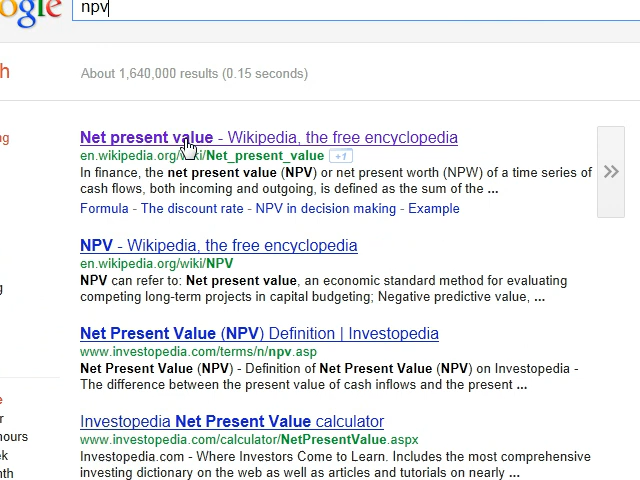 ogle
npv
h
About 1,640,000 results (0.15 seconds)
Net present value - Wikipedia, the free encyclopedia
en.wikipedia.org/wiki/Net_present_value +1
In finance, the net present value (NPV) or net present worth (NPW) of a time series of
cash flows, both incoming and outgoing, is defined as the sum of the ...
Formula - The discount rate - NPV in decision making - Example
NPV - Wikipedia, the free encyclopedia
en.wikipedia.org/wiki/NPV
NPV can refer to: Net present value, an economic standard method for evaluating
competing long-term projects in capital budgeting; Negative predictive value, ...
Net Present Value (NPV) Definition | Investopedia
www.investopedia.com/terms/n/npv.asp
Net Present Value (NPV) - Definition of Net Present Value (NPV) on Investopedia -
The difference between the present value of cash inflows and the present ...
Investopedia Net Present Value calculator
www.investopedia.com/calculator/NetPresentValue.aspx
Investopedia.com - Where Investors Come to Learn. Includes the most comprehensive
investing dictionary on the web as well as articles and tutorials on nearly ...